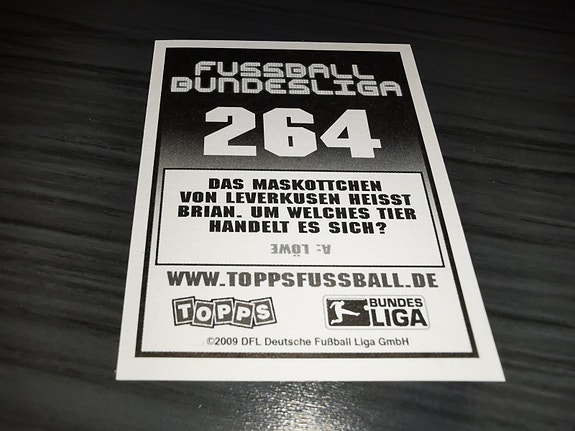 FUSSBALL
BUNDESLIGA
264
DAS MASKOTTCHEN
VON LEVERKUSEN HEISST
BRIAN. UM WELCHES TIER
HANDELT ES SICH?
A: LÖWE
WWW.TOPPSFUSSBALL.DE
TOPPS
BUNDES
LIGA
©2009 DFL Deutsche Fußball Liga GmbH